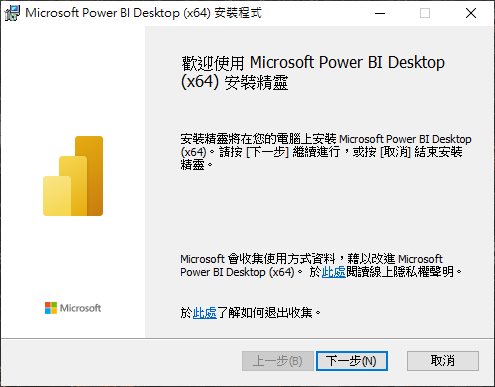 Microsoft Power BI Desktop (x64) 安裝程式
歡迎使用 Microsoft Power BI Desktop
(x64) 安裝精靈
安裝精靈將在您的電腦上安裝 Microsoft Power BI Desktop
(x64)。請按 [下一步] 繼續進行，或按 [取消] 結束安裝
精靈。
Microsoft 會收集使用方式資料，藉以改進 Microsoft
Power BI Desktop (x64)。 於此處閱讀線上隱私權聲明。
Microsoft
於此處了解如何退出收集。
上一步(B)
下一步(N)
取消